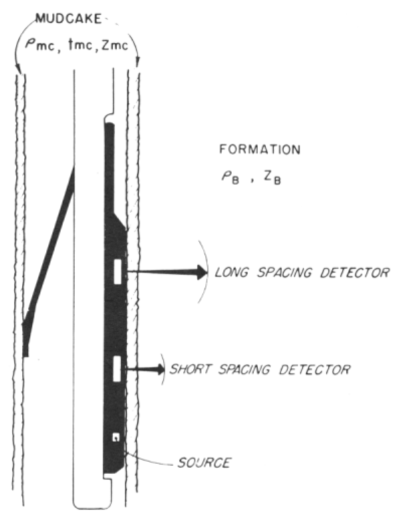 MUDCAKE
ρmc, tmc, Zmc
FORMATION
ρB , ZB
LONG SPACING DETECTOR
SHORT SPACING DETECTOR
SOURCE